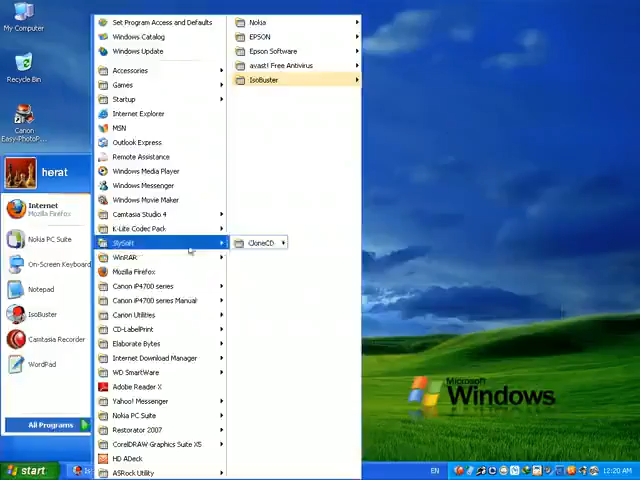 My Computer
Recycle Bin
Canon
Easy-PhotoP...
herat
Internet
Mozilla Firefox
Nokia PC Suite
On-Screen Keyboard
Notepad
IsoBuster
Camtasia Recorder
WordPad
All Programs
start
Set Program Access and Defaults
Windows Catalog
Windows Update
Accessories
Games
Startup
Internet Explorer
MSN
Outlook Express
Remote Assistance
Windows Media Player
Windows Messenger
Windows Movie Maker
Camtasia Studio 4
K-Lite Codec Pack
SlySoft
WinRAR
Mozilla Firefox
Canon iP4700 series
Canon iP4700 series Manual
Canon Utilities
CD-LabelPrint
Elaborate Bytes
Internet Download Manager
WD SmartWare
Adobe Reader X
Yahoo! Messenger
Nokia PC Suite
Restorator 2007
CorelDRAW Graphics Suite X5
HD ADeck
ASRock Utility
Nokia
EPSON
Epson Software
avast! Free Antivirus
IsoBuster
CloneCD
Microsoft
Windows
EN
12:20 AM